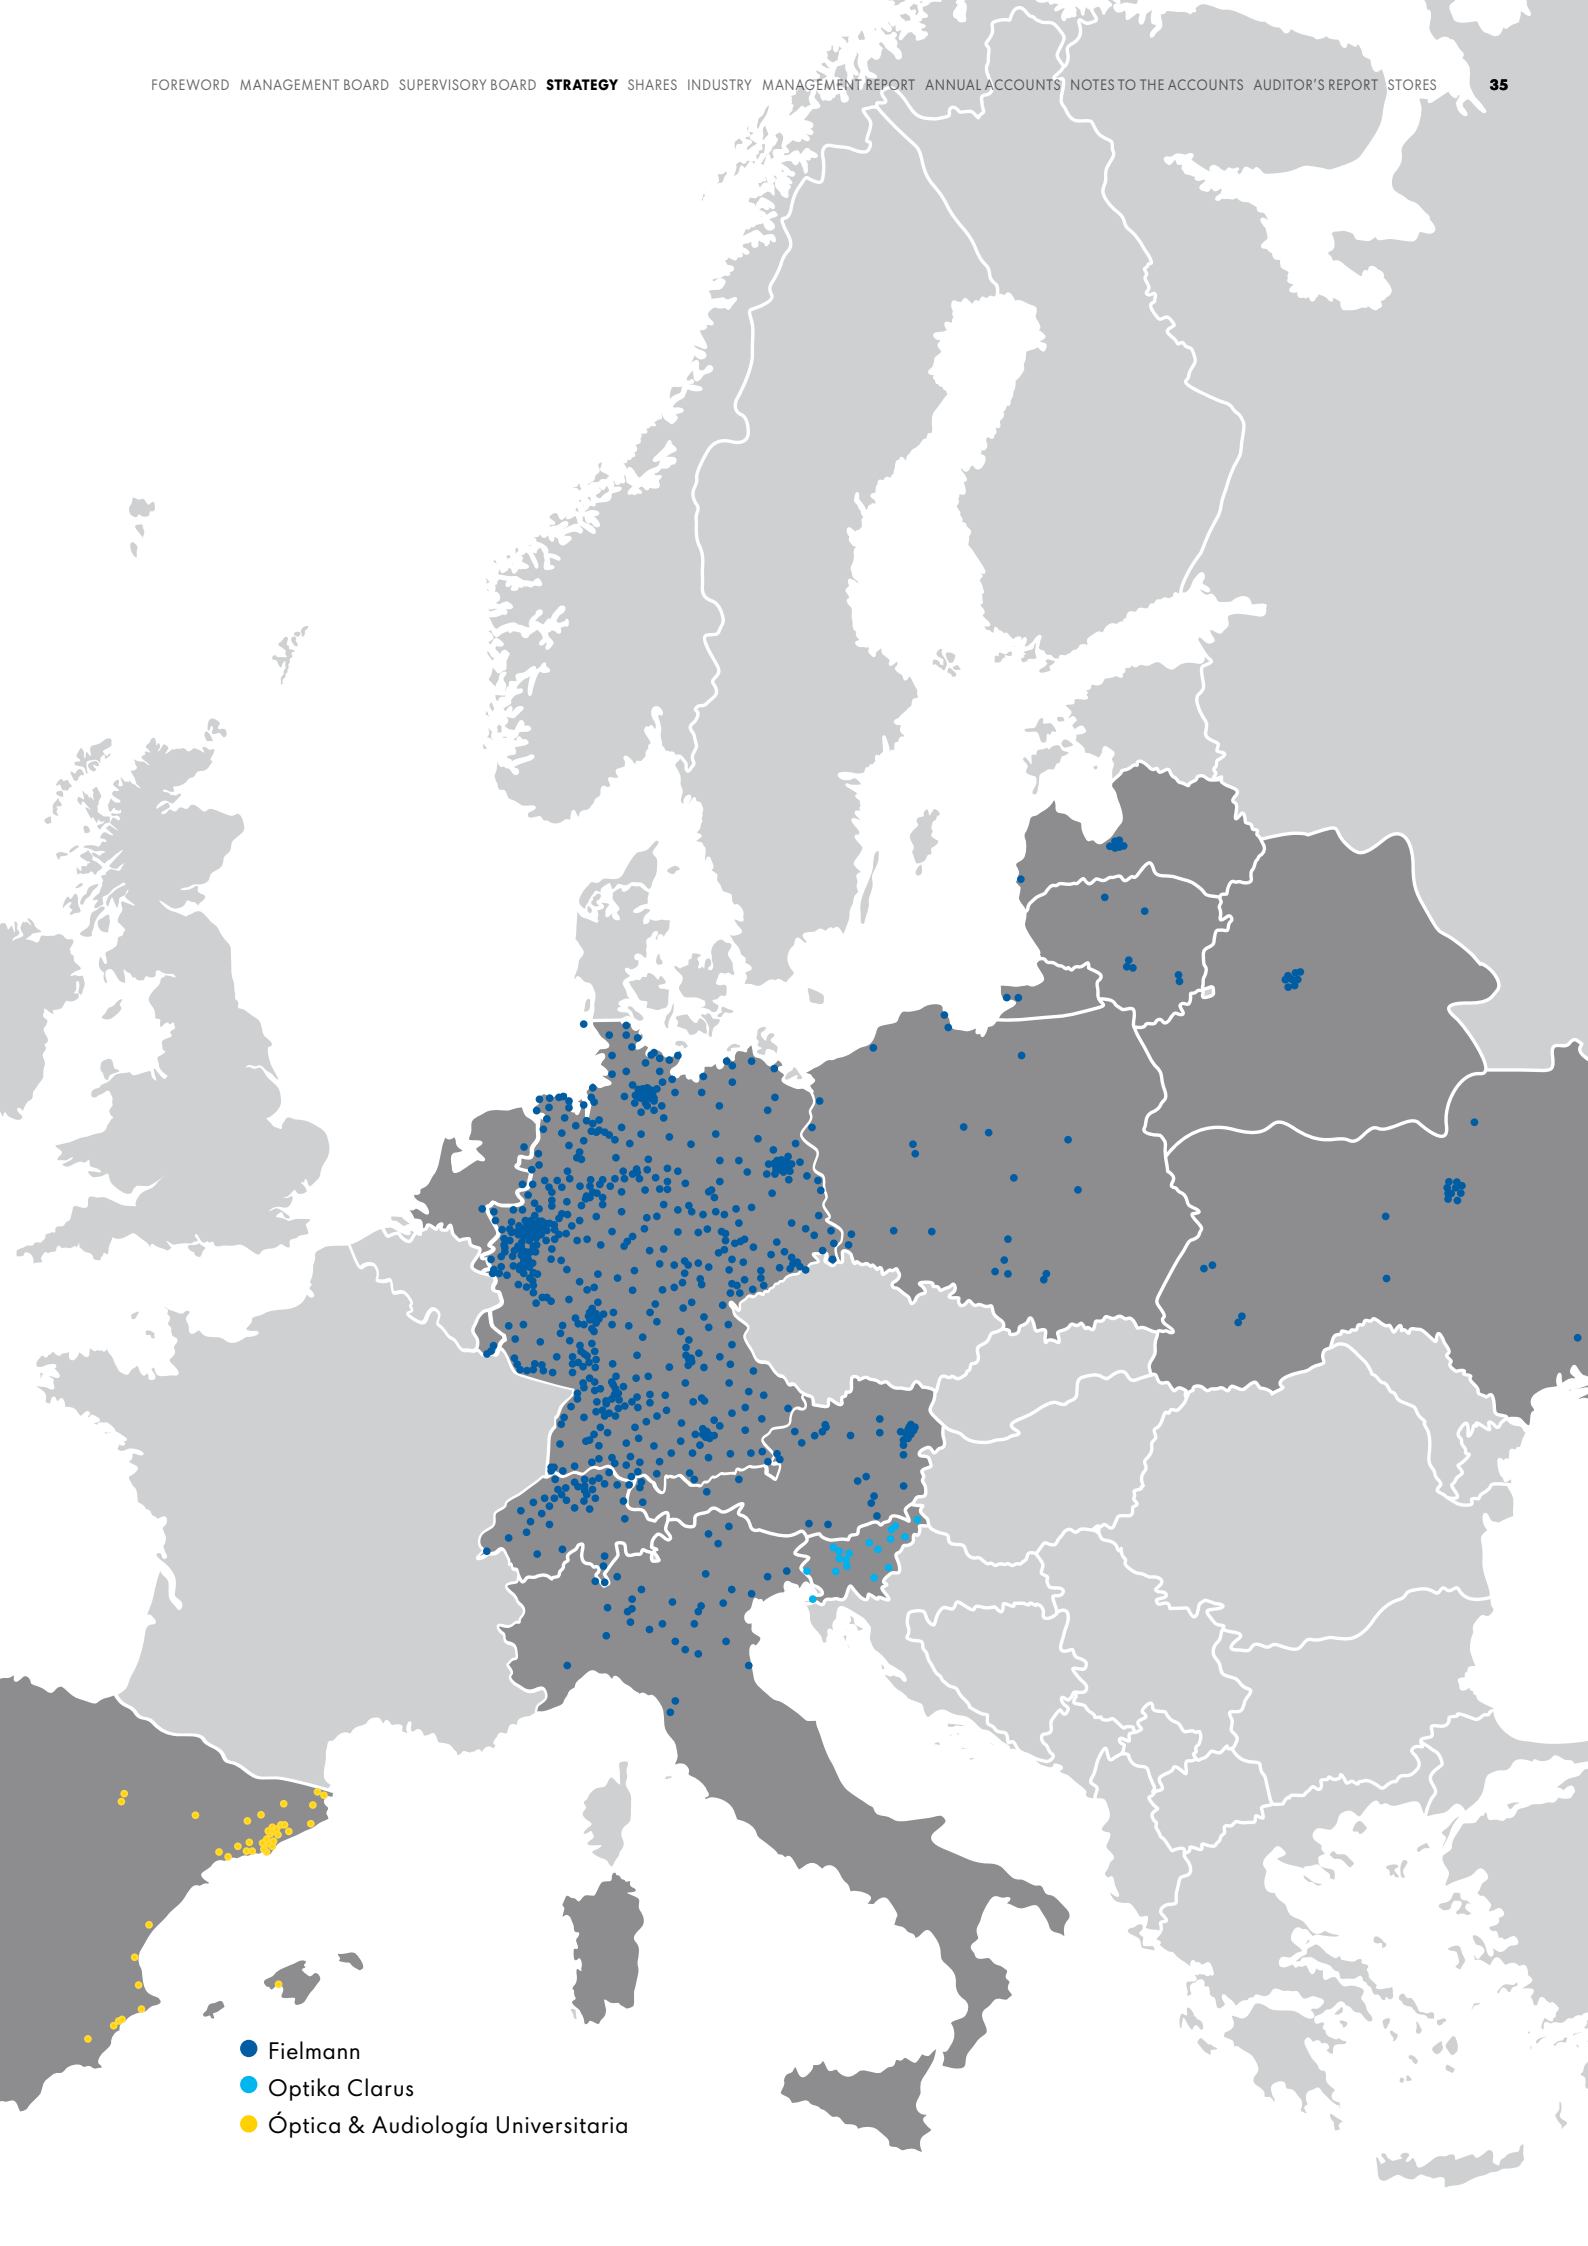 FOREWORD MANAGEMENT BOARD SUPERVISORY BOARD STRATEGY SHARES INDUSTRY MANAGEMENT REPORT ANNUAL ACCOUNTS NOTES TO THE ACCOUNTS AUDITOR'S REPORT STORES 35
Fielmann
Optika Clarus
Óptica & Audiología Universitaria